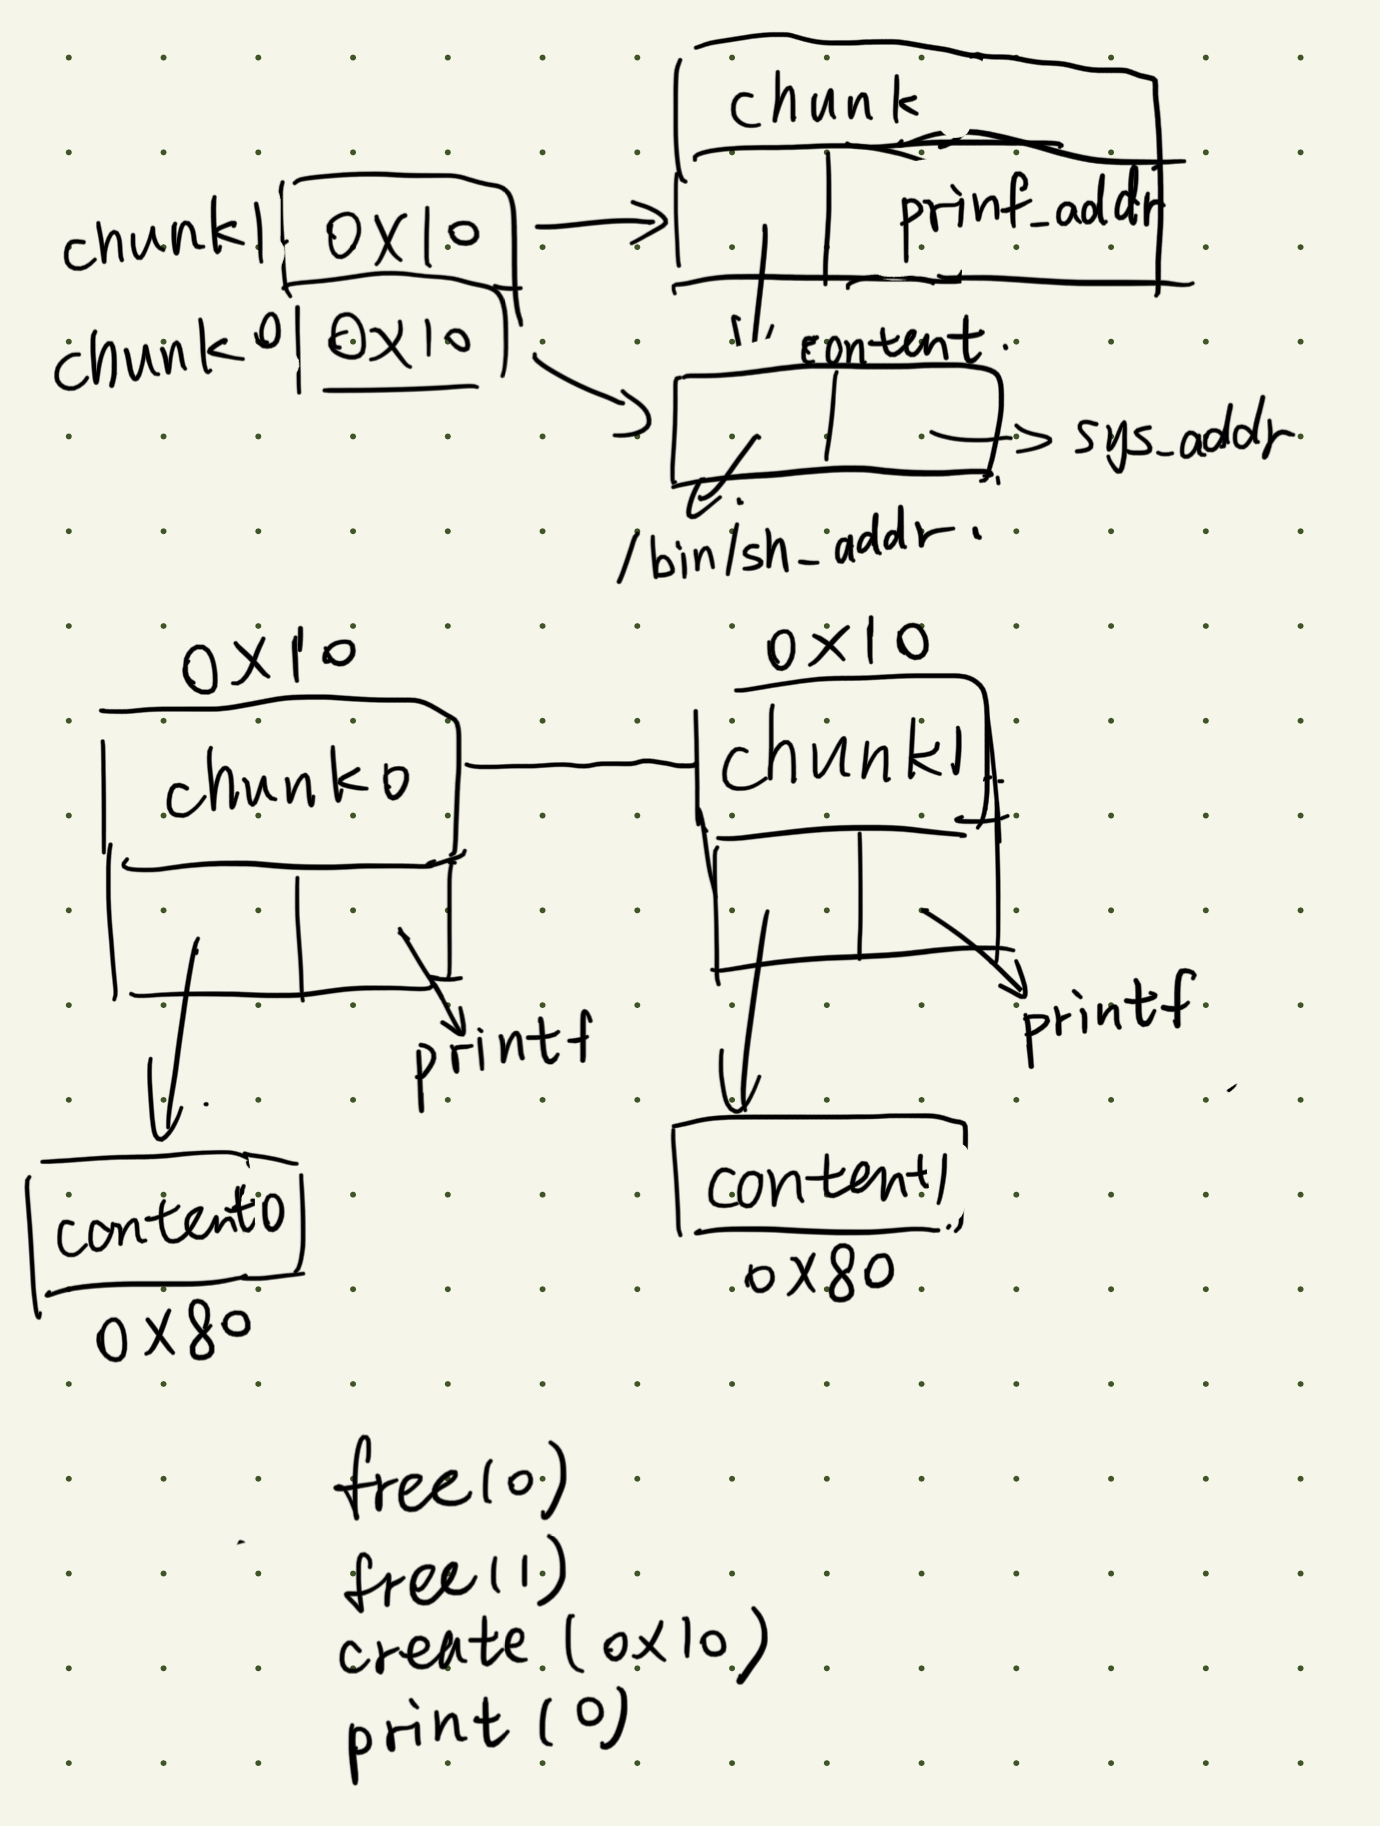 chunk
chunk1 0X10 prinf_addr
chunk0 0X10
content.
sys_addr
/bin/sh_addr.
0X10 0X10
chunk0 chunk1
printf printf
content0 content1
0X80 0X80
free(0)
free(1)
create(0x10)
print(0)